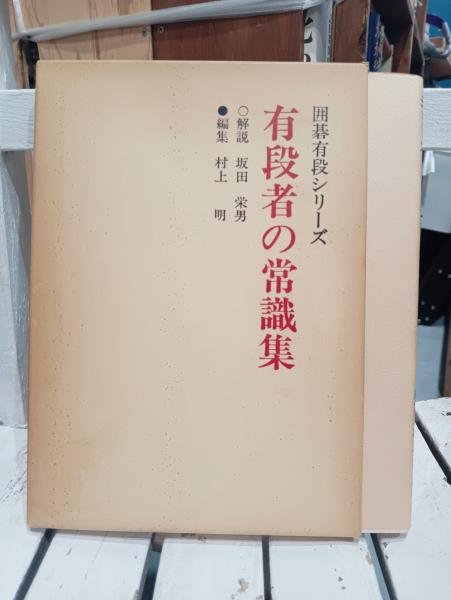 囲碁有段シリーズ
有段者の常識集
○解説 坂田 栄男
●編集 村上 明